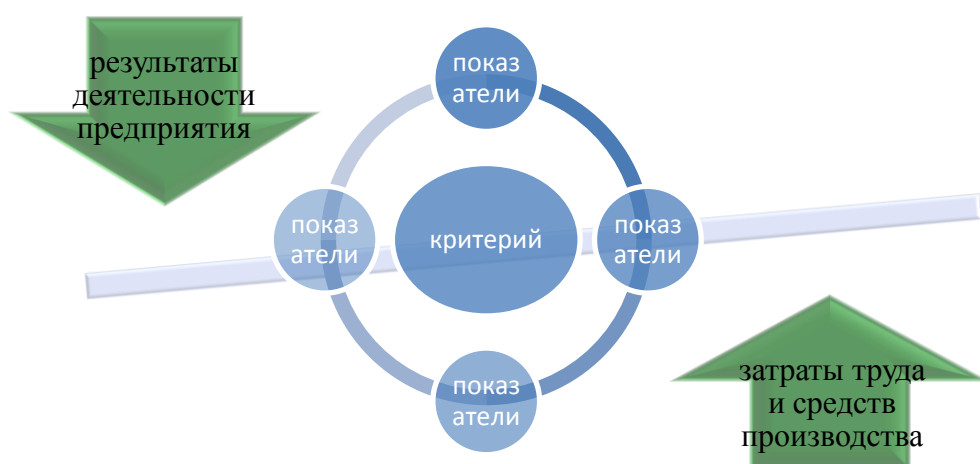 результаты
деятельности
предприятия
показ
атели
показ
атели
критерий
показ
атели
показ
атели
затраты труда
и средств
производства